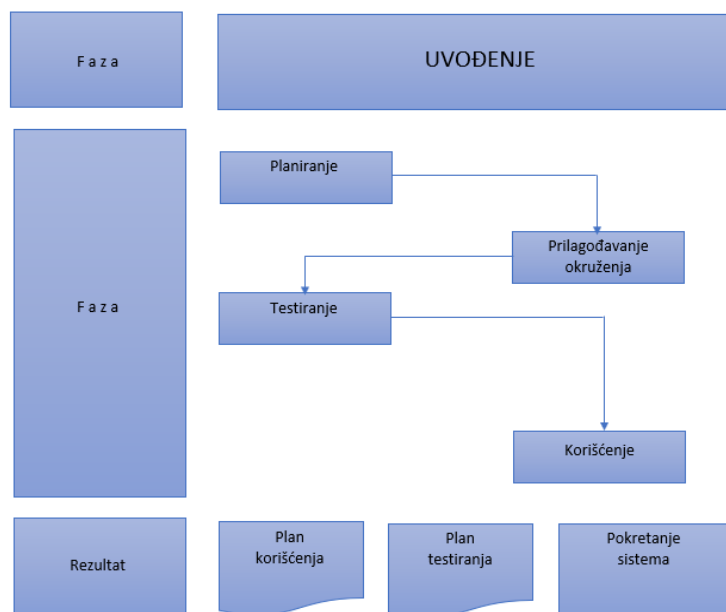 F a z a
UVOĐENJE
F a z a
Planiranje
Prilagođavanje
okruženja
Testiranje
Korišćenje
Rezultat
Plan
korišćenja
Plan
testiranja
Pokretanje
sistema